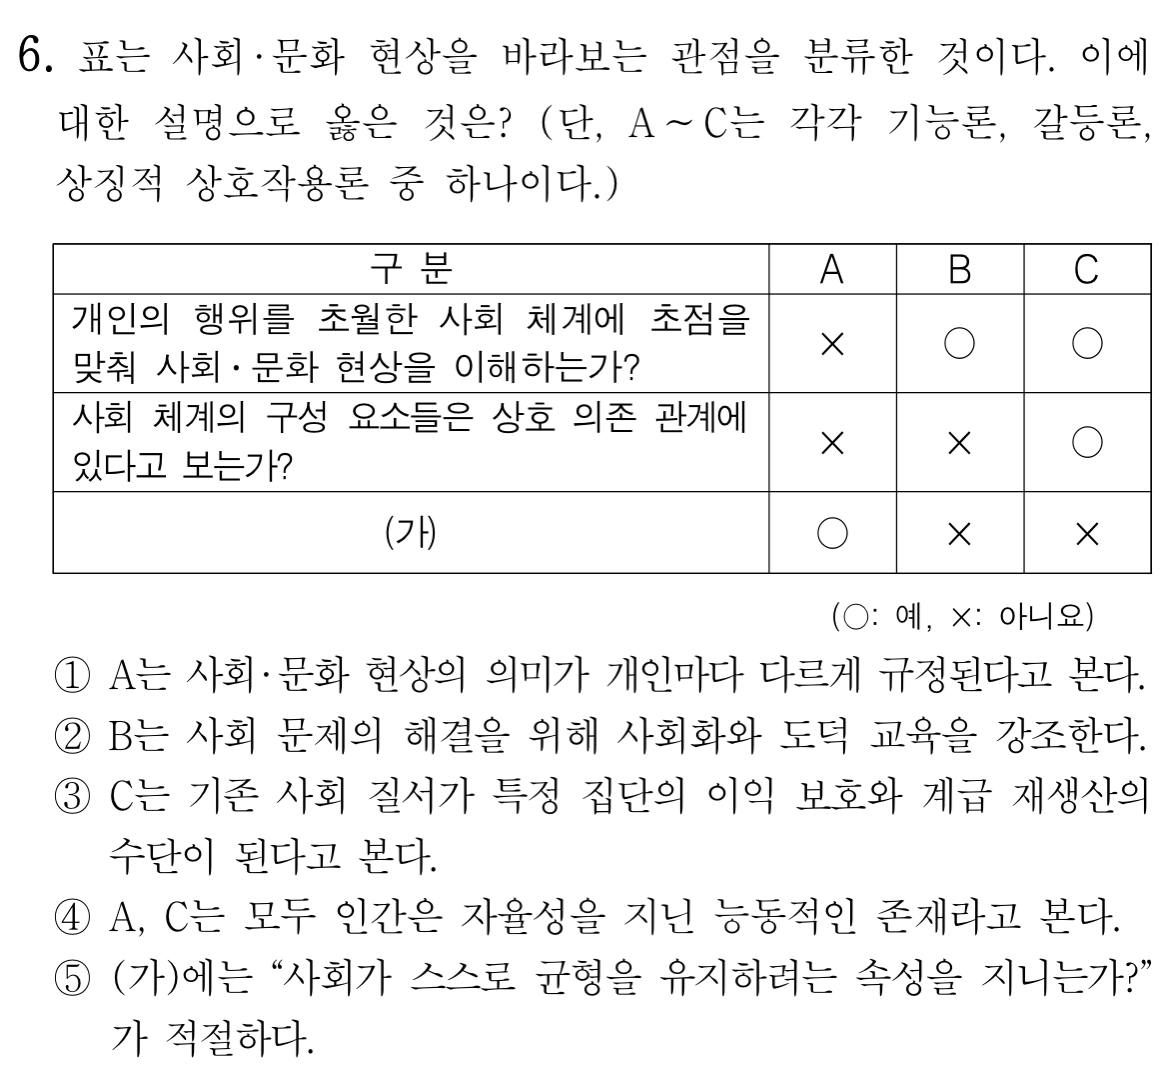 6. 표는 사회·문화 현상을 바라보는 관점을 분류한 것이다. 이에
대한 설명으로 옳은 것은? (단, A～C는 각각 기능론, 갈등론,
상징적 상호작용론 중 하나이다.)
구 분 A B C
개인의 행위를 초월한 사회 체계에 초점을
맞춰 사회·문화 현상을 이해하는가? × ○ ○
사회 체계의 구성 요소들은 상호 의존 관계에
있다고 보는가? × × ○
(가) ○ × ×
(○: 예, ×: 아니요)
① A는 사회·문화 현상의 의미가 개인마다 다르게 규정된다고 본다.
② B는 사회 문제의 해결을 위해 사회화와 도덕 교육을 강조한다.
③ C는 기존 사회 질서가 특정 집단의 이익 보호와 계급 재생산의
수단이 된다고 본다.
④ A, C는 모두 인간은 자율성을 지닌 능동적인 존재라고 본다.
⑤ (가)에는 “사회가 스스로 균형을 유지하려는 속성을 지니는가?”
가 적절하다.